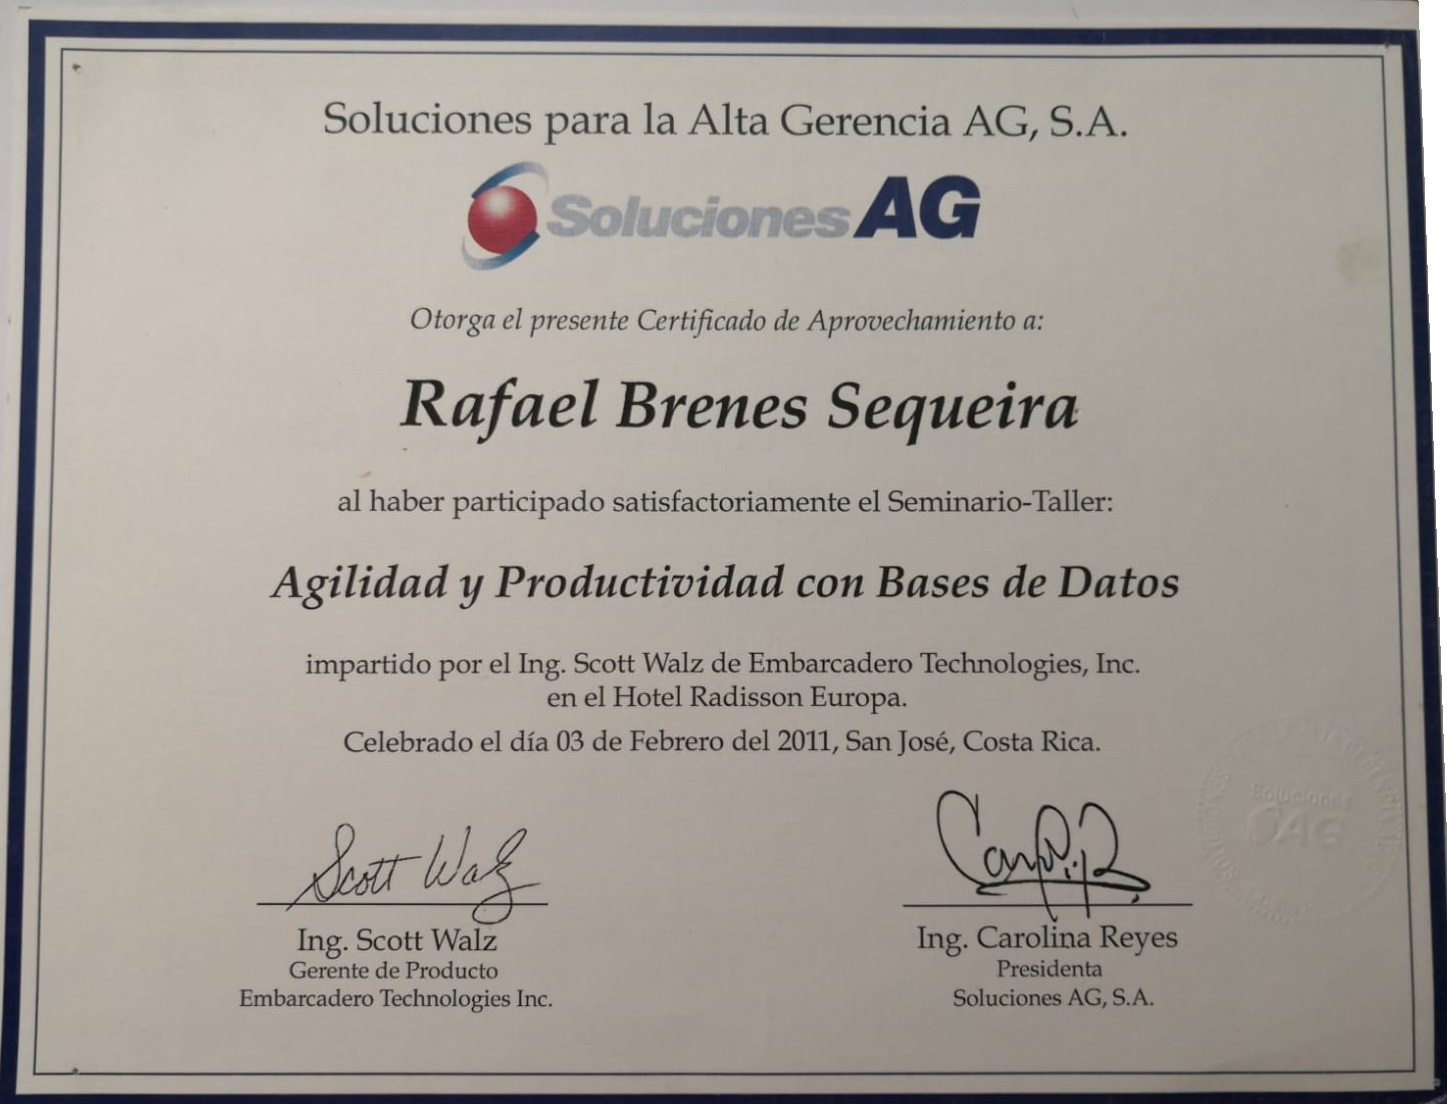 Soluciones para la Alta Gerencia AG, S.A.
Soluciones AG
Otorga el presente Certificado de Aprovechamiento a:
Rafael Brenes Sequeira
al haber participado satisfactoriamente el Seminario-Taller:
Agilidad y Productividad con Bases de Datos
impartido por el Ing. Scott Walz de Embarcadero Technologies, Inc.
en el Hotel Radisson Europa.
Celebrado el día 03 de Febrero del 2011, San José, Costa Rica.
Soluciones
AG
Scott Walz
Ing. Scott Walz
Gerente de Producto
Embarcadero Technologies Inc.
Ing. Carolina Reyes
Presidenta
Soluciones AG, S.A.